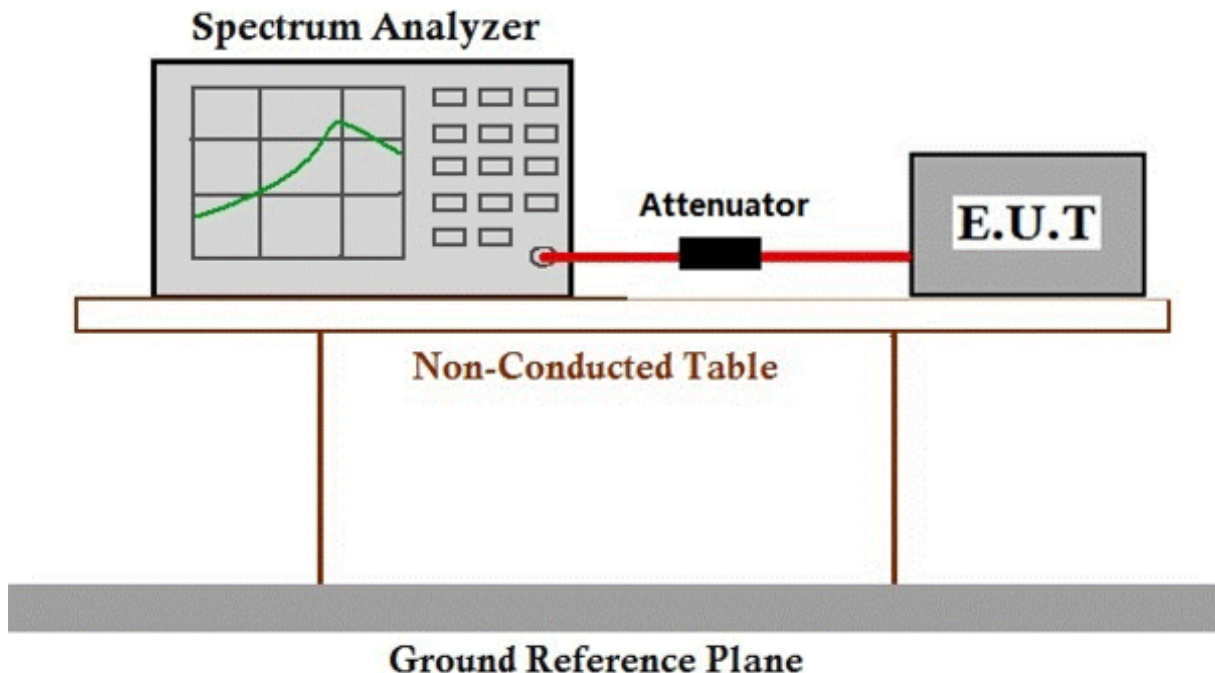 Spectrum Analyzer
Attenuator
E.U.T
Non-Conducted Table
Ground Reference Plane